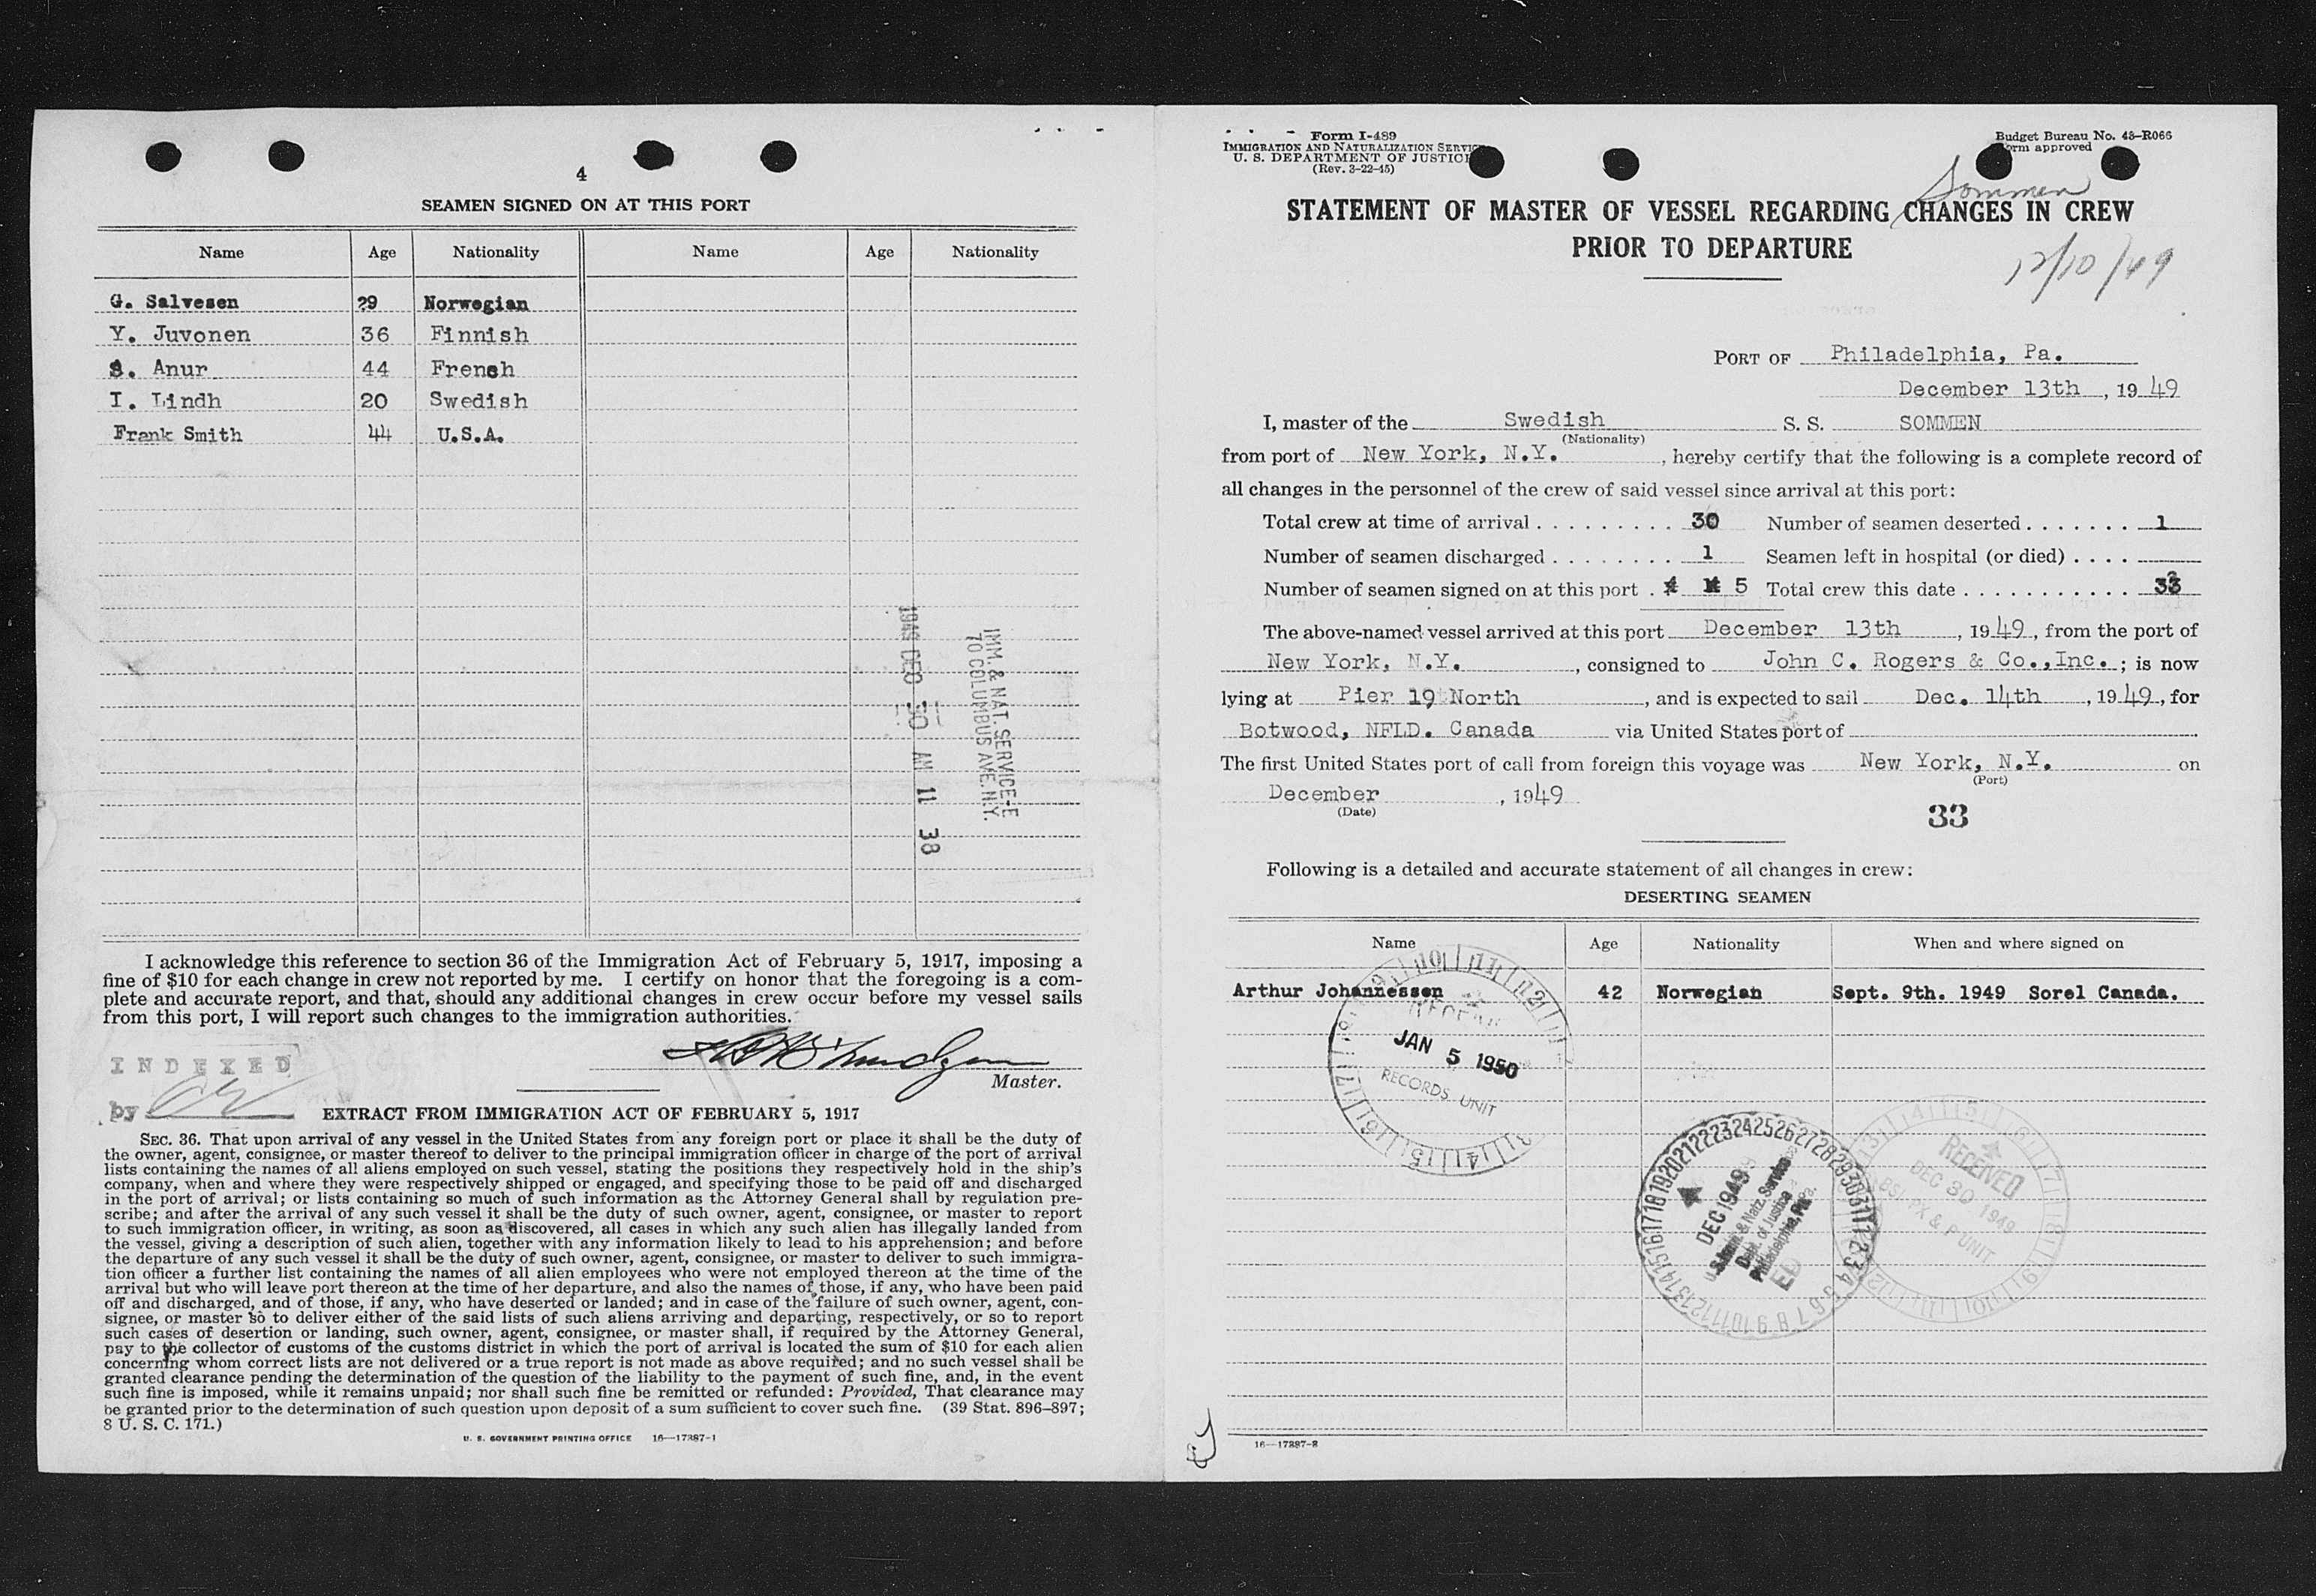 4
SEAMEN SIGNED ON AT THIS PORT
Name Age Nationality Name Age Nationality
G. Salvesen 29 Norwegian
Y. Juvonen 36 Finnish
S. Anur 44 French
I. Lindh 20 Swedish
Frank Smith 44 U.S.A.
IMM. & NAT. SERVICE-E
70 COLUMBUS AVE. N.Y.
1949 DEC 30 AM 11 38
I acknowledge this reference to section 36 of the Immigration Act of February 5, 1917, imposing a
fine of $10 for each change in crew not reported by me. I certify on honor that the foregoing is a com-
plete and accurate report, and that, should any additional changes in crew occur before my vessel sails
from this port, I will report such changes to the immigration authorities.
Master.
INDEXED
by
EXTRACT FROM IMMIGRATION ACT OF FEBRUARY 5, 1917
SEC. 36. That upon arrival of any vessel in the United States from any foreign port or place it shall be the duty of
the owner, agent, consignee, or master thereof to deliver to the principal immigration officer in charge of the port of arrival
lists containing the names of all aliens employed on such vessel, stating the positions they respectively hold in the ship's
company, when and where they were respectively shipped or engaged, and specifying those to be paid off and discharged
in the port of arrival; or lists containing so much of such information as the Attorney General shall by regulation pre-
scribe; and after the arrival of any such vessel it shall be the duty of such owner, agent, consignee, or master to report
to such immigration officer, in writing, as soon as discovered, all cases in which any such alien has illegally landed from
the vessel, giving a description of such alien, together with any information likely to lead to his apprehension; and before
the departure of any such vessel it shall be the duty of such owner, agent, consignee, or master to deliver to such immigra-
tion officer a further list containing the names of all alien employees who were not employed thereon at the time of the
arrival but who will leave port thereon at the time of her departure, and also the names of those, if any, who have been paid
off and discharged, and of those, if any, who have deserted or landed; and in case of the failure of such owner, agent, con-
signee, or master so to deliver either of the said lists of such aliens arriving and departing, respectively, or so to report
such cases of desertion or landing, such owner, agent, consignee, or master shall, if required by the Attorney General,
pay to the collector of customs of the customs district in which the port of arrival is located the sum of $10 for each alien
concerning whom correct lists are not delivered or a true report is not made as above required; and no such vessel shall be
granted clearance pending the determination of the question of the liability to the payment of such fine, and, in the event
such fine is imposed, while it remains unpaid; nor shall such fine be remitted or refunded: Provided, That clearance may
be granted prior to the determination of such question upon deposit of a sum sufficient to cover such fine. (39 Stat. 896–897;
8 U. S. C. 171.)
U. S. GOVERNMENT PRINTING OFFICE 16—17387-1
Form I-489
IMMIGRATION AND NATURALIZATION SERVICE
U. S. DEPARTMENT OF JUSTICE
(Rev. 3-22-45)
Budget Bureau No. 43–R066
Form approved
Sommen
STATEMENT OF MASTER OF VESSEL REGARDING CHANGES IN CREW
PRIOR TO DEPARTURE
12/10/49
PORT OF Philadelphia, Pa.
December 13th, 1949
I, master of the Swedish S. S. SOMMEN
(Nationality)
from port of New York, N.Y., hereby certify that the following is a complete record of
all changes in the personnel of the crew of said vessel since arrival at this port:
Total crew at time of arrival . . . . . . . . . 30 Number of seamen deserted . . . . . . . 1
Number of seamen discharged . . . . . . . . 1 Seamen left in hospital (or died) . . . .
Number of seamen signed on at this port . 4 5 Total crew this date . . . . . . . . . . . 33
The above-named vessel arrived at this port December 13th, 1949, from the port of
New York, N.Y., consigned to John C. Rogers & Co.,Inc.; is now
lying at Pier 19 North, and is expected to sail Dec. 14th, 1949, for
Botwood, NFLD. Canada via United States port of
The first United States port of call from foreign this voyage was New York, N.Y. on
(Port)
December, 1949
(Date)
33
Following is a detailed and accurate statement of all changes in crew:
DESERTING SEAMEN
Name Age Nationality When and where signed on
Arthur Johannessen 42 Norwegian Sept. 9th. 1949 Sorel Canada.
JAN 5 1950
RECORDS UNIT
DEC 1949
U.S. Imm. & Natz. Service
Dept. of Justice
Philadelphia, Pa.
RECEIVED
DEC 30 1949
PX & P UNIT
16—17387-2